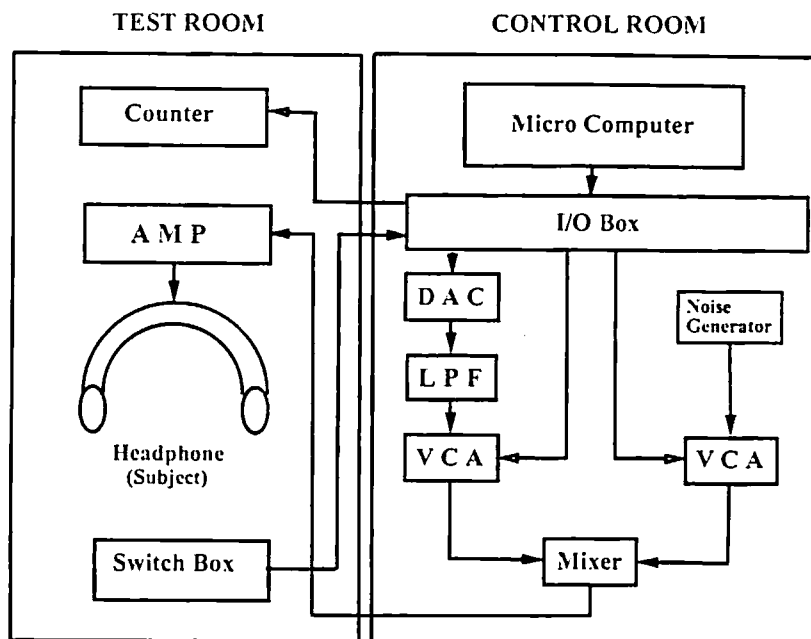 TEST ROOM
CONTROL ROOM
Counter
Micro Computer
A M P
I/O Box
D A C
Noise
Generator
L P F
Headphone
(Subject)
V C A
V C A
Switch Box
Mixer